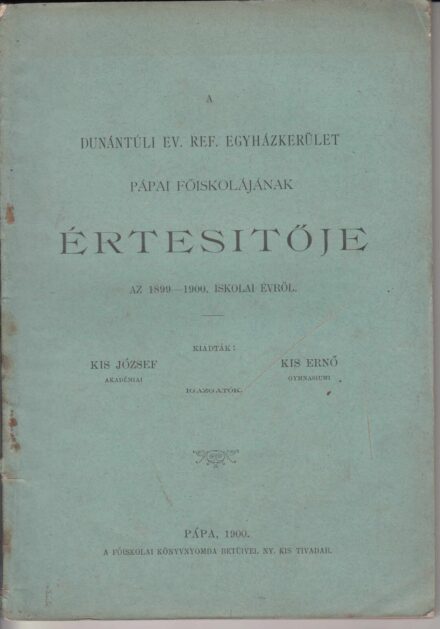 A
DUNÁNTÚLI EV. REF. EGYHÁZKERÜLET
PÁPAI FŐISKOLÁJÁNAK
ÉRTESITŐJE
AZ 1899—1900. ISKOLAI ÉVRŐL.
KIADTÁK:
KIS JÓZSEF KIS ERNŐ
AKADÉMIAI GYMNASIUMI
IGAZGATÓK.
PÁPA, 1900.
A FŐISKOLAI KÖNYVNYOMDA BETŰIVEL NY. KIS TIVADAR.